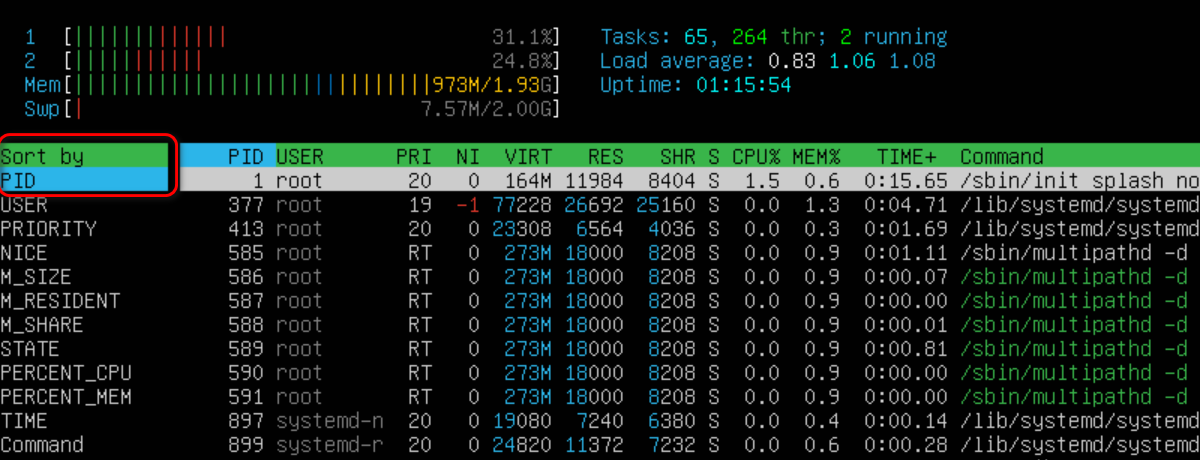 1 [|||||||||||||||| 31.1%] Tasks: 65, 264 thr; 2 running
2 [||||||||||||| 24.8%] Load average: 0.83 1.06 1.08
Mem[||||||||||||||||||||||||||||||||||||973M/1.93G] Uptime: 01:15:54
Swp[| 7.57M/2.00G]
Sort by PID USER PRI NI VIRT RES SHR S CPU% MEM% TIME+ Command
PID 1 root 20 0 164M 11984 8404 S 1.5 0.6 0:15.65 /sbin/init splash no
USER 377 root 19 -1 77228 26692 25160 S 0.0 1.3 0:04.71 /lib/systemd/systemd
PRIORITY 413 root 20 0 23308 6564 4036 S 0.0 0.3 0:01.69 /lib/systemd/systemd
NICE 585 root RT 0 273M 18000 8208 S 0.0 0.9 0:01.11 /sbin/multipathd -d
M_SIZE 586 root RT 0 273M 18000 8208 S 0.0 0.9 0:00.07 /sbin/multipathd -d
M_RESIDENT 587 root RT 0 273M 18000 8208 S 0.0 0.9 0:00.00 /sbin/multipathd -d
M_SHARE 588 root RT 0 273M 18000 8208 S 0.0 0.9 0:00.01 /sbin/multipathd -d
STATE 589 root RT 0 273M 18000 8208 S 0.0 0.9 0:00.81 /sbin/multipathd -d
PERCENT_CPU 590 root RT 0 273M 18000 8208 S 0.0 0.9 0:00.00 /sbin/multipathd -d
PERCENT_MEM 591 root RT 0 273M 18000 8208 S 0.0 0.9 0:00.00 /sbin/multipathd -d
TIME 897 systemd-n 20 0 19080 7240 6380 S 0.0 0.4 0:00.14 /lib/systemd/systemd
Command 899 systemd-r 20 0 24820 11372 7232 S 0.0 0.6 0:00.28 /lib/systemd/systemd